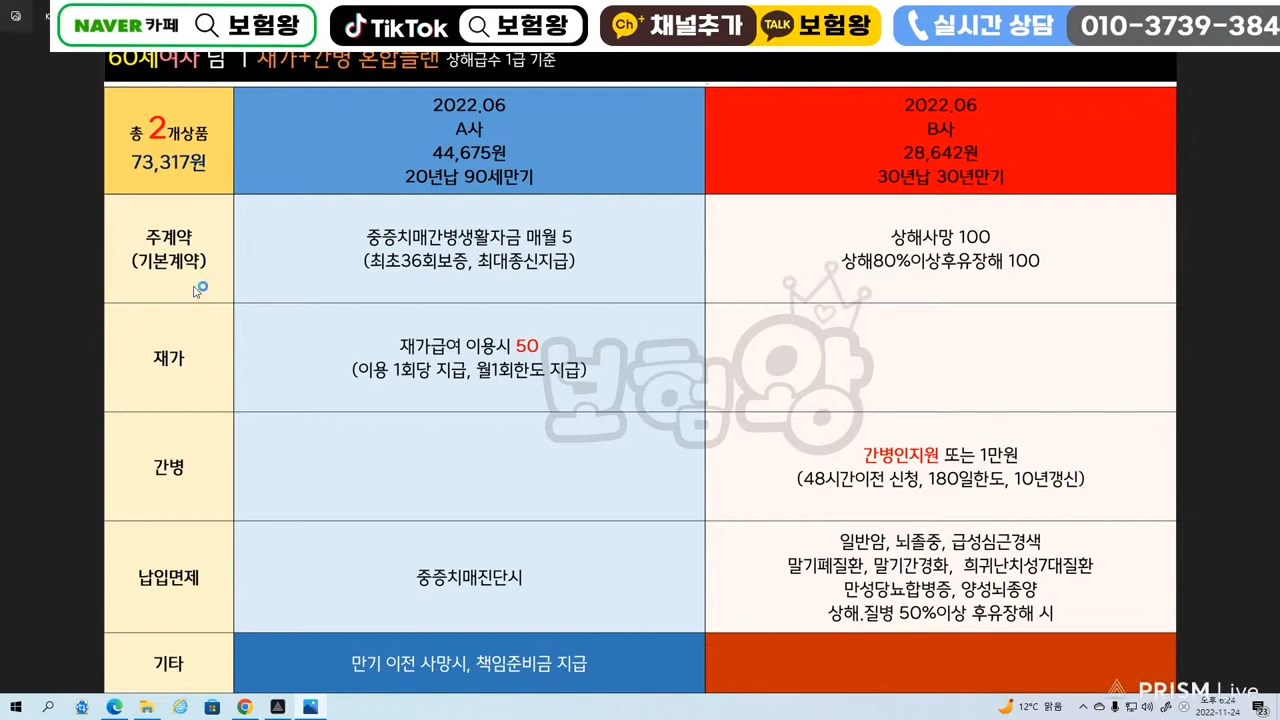 NAVER 카페 보험왕
TikTok 보험왕
Ch+ 채널추가 TALK 보험왕
실시간 상담 010-3739-384
60세여자 님 | 재가+간병 혼합플랜 상해급수 1급 기준
총 2개상품
73,317원
2022.06
A사
44,675원
20년납 90세만기
2022.06
B사
28,642원
30년납 30년만기
주계약
(기본계약)
중증치매간병생활자금 매월 5
(최초36회보증, 최대종신지급)
상해사망 100
상해80%이상후유장해 100
재가
재가급여 이용시 50
(이용 1회당 지급, 월1회한도 지급)
보험왕
간병
간병인지원 또는 1만원
(48시간이전 신청, 180일한도, 10년갱신)
납입면제
중증치매진단시
일반암, 뇌졸중, 급성심근경색
말기폐질환, 말기간경화, 희귀난치성7대질환
만성당뇨합병증, 양성뇌종양
상해.질병 50%이상 후유장해 시
기타
만기 이전 사망시, 책임준비금 지급
PRISM Live
12°C 맑음
오후 6:24
2022-11-24
23